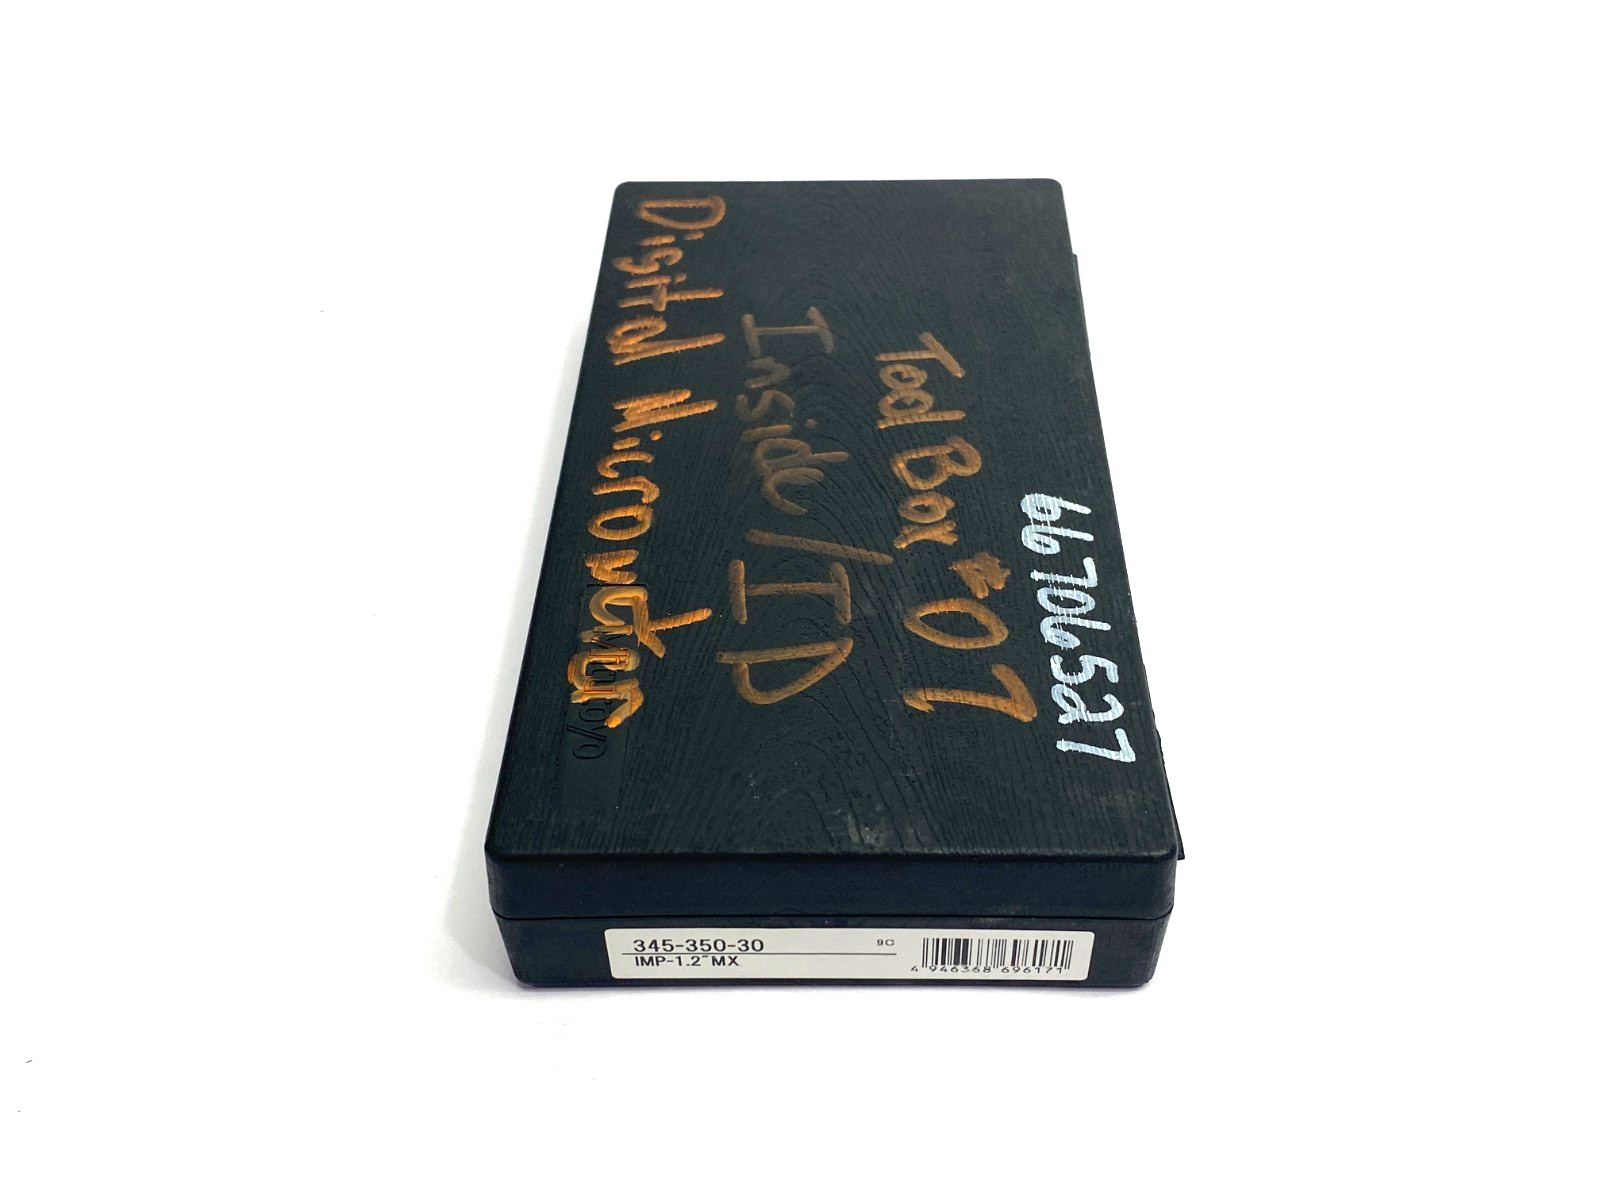 Digital Micrometer
Mitutoyo
Inside/ID
Tool Box #07
66706527
345-350-30
9C
IMP-1.2″MX
4 946368 696171